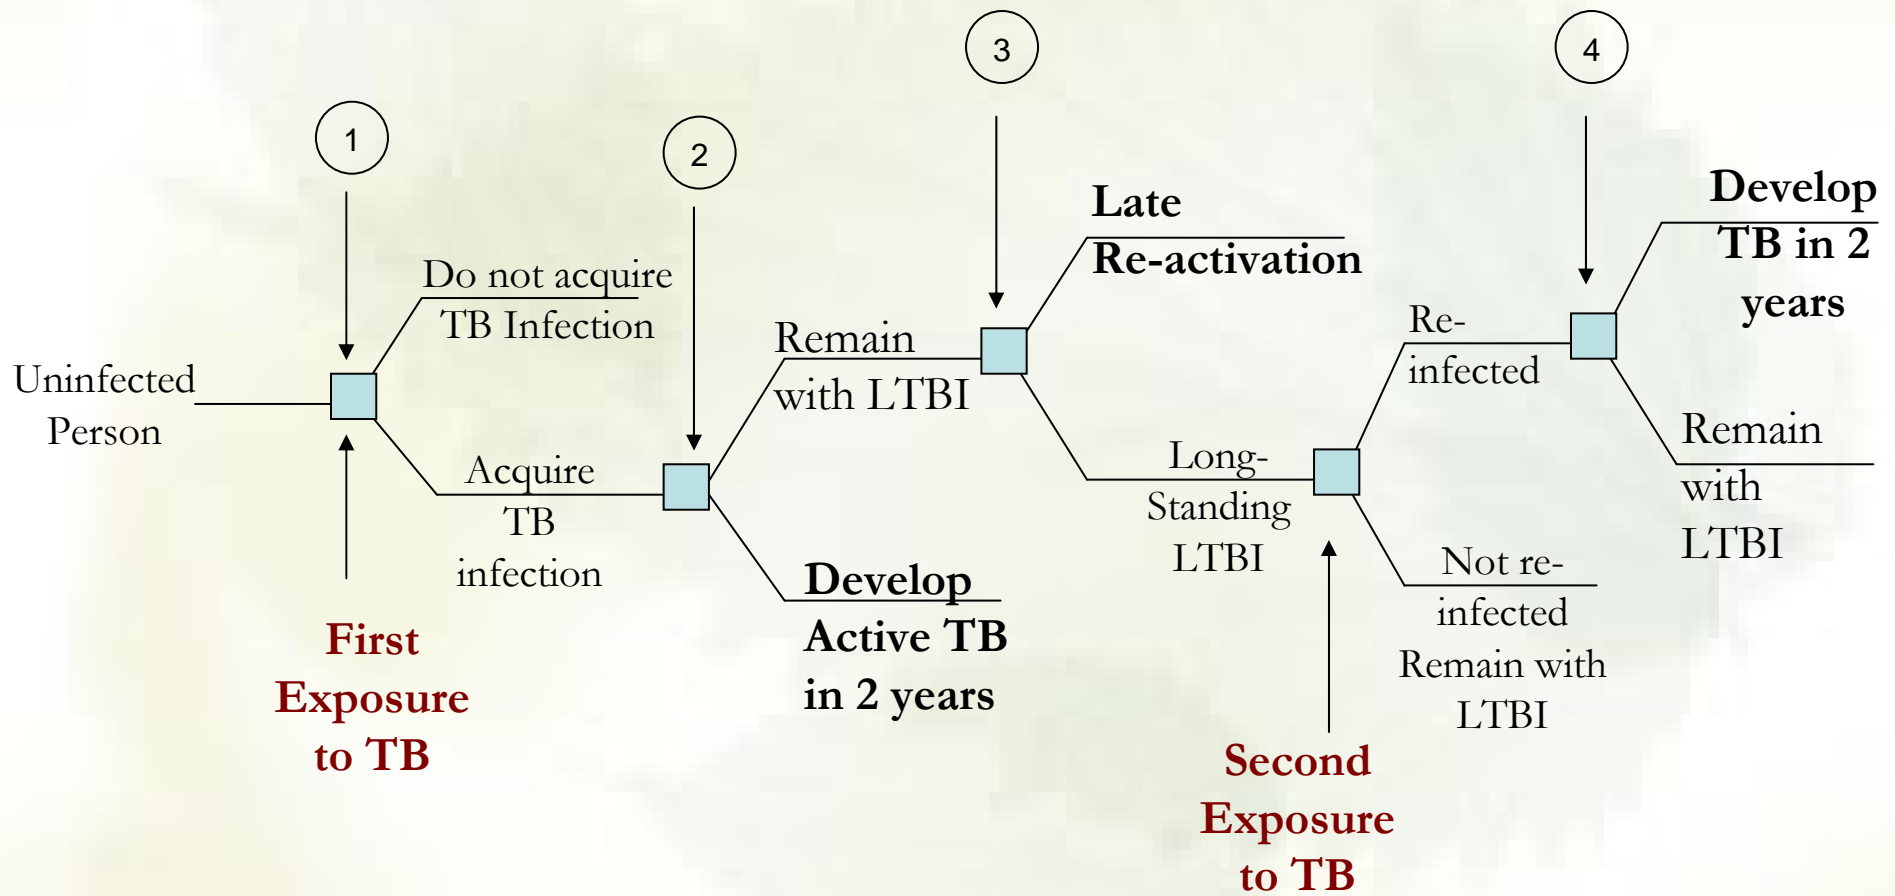 1
2
3
4
Uninfected
Person
Do not acquire
TB Infection
Acquire
TB
infection
First
Exposure
to TB
Remain
with LTBI
Develop
Active TB
in 2 years
Late
Re-activation
Long-
Standing
LTBI
Second
Exposure
to TB
Re-
infected
Not re-
infected
Remain with
LTBI
Develop
TB in 2
years
Remain
with
LTBI